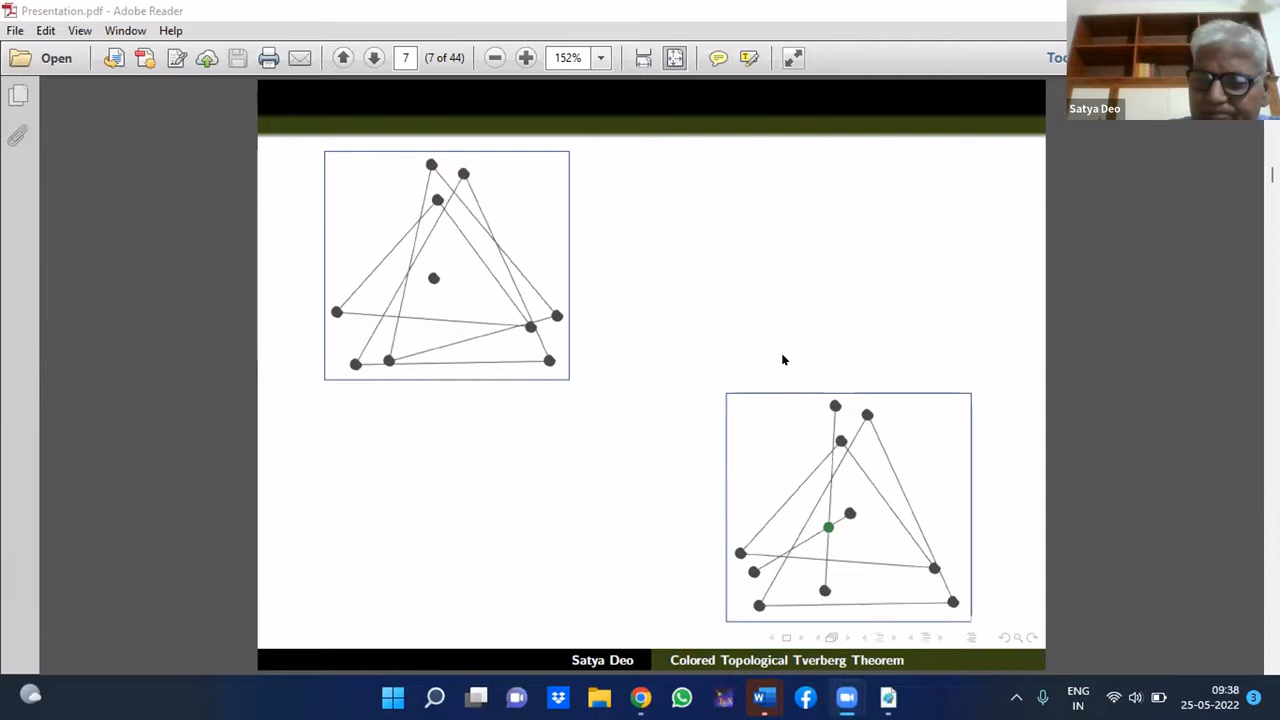 Presentation.pdf - Adobe Reader
File Edit View Window Help
Open 7 (7 of 44) 152%
Satya Deo
Satya Deo Colored Topological Tverberg Theorem
ENG
IN
09:38
25-05-2022
3